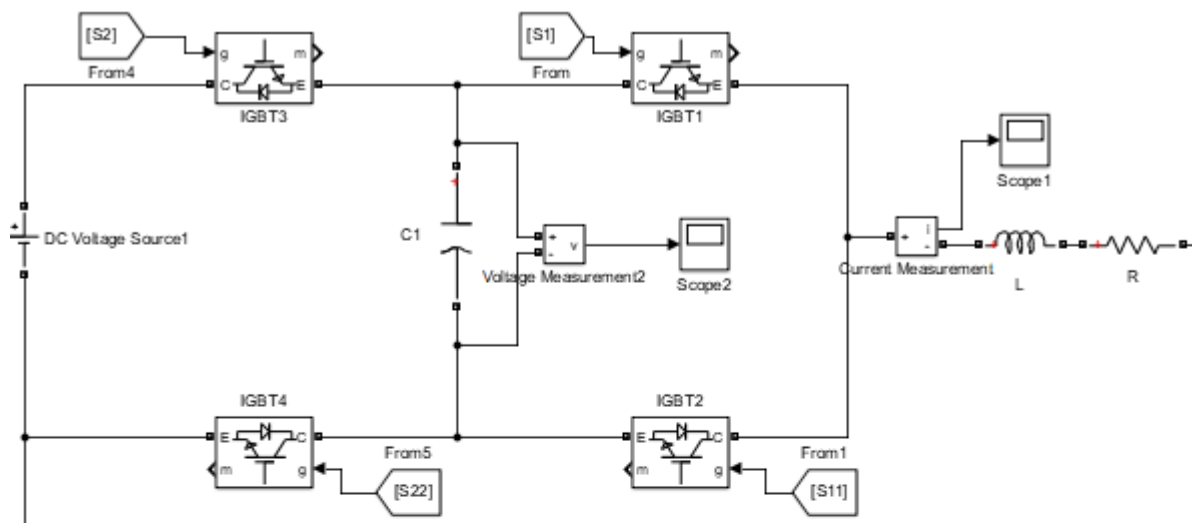 [S2]
From4
g
m
C
E
IGBT3
[S1]
From
g
m
C
E
IGBT1
Scope1
+
DC Voltage Source1
+
C1
+
-
v
Voltage Measurement2
Scope2
+
i
-
Current Measurement
+
L
+
R
IGBT4
E
C
m
g
From5
[S22]
IGBT2
E
C
m
g
From1
[S11]